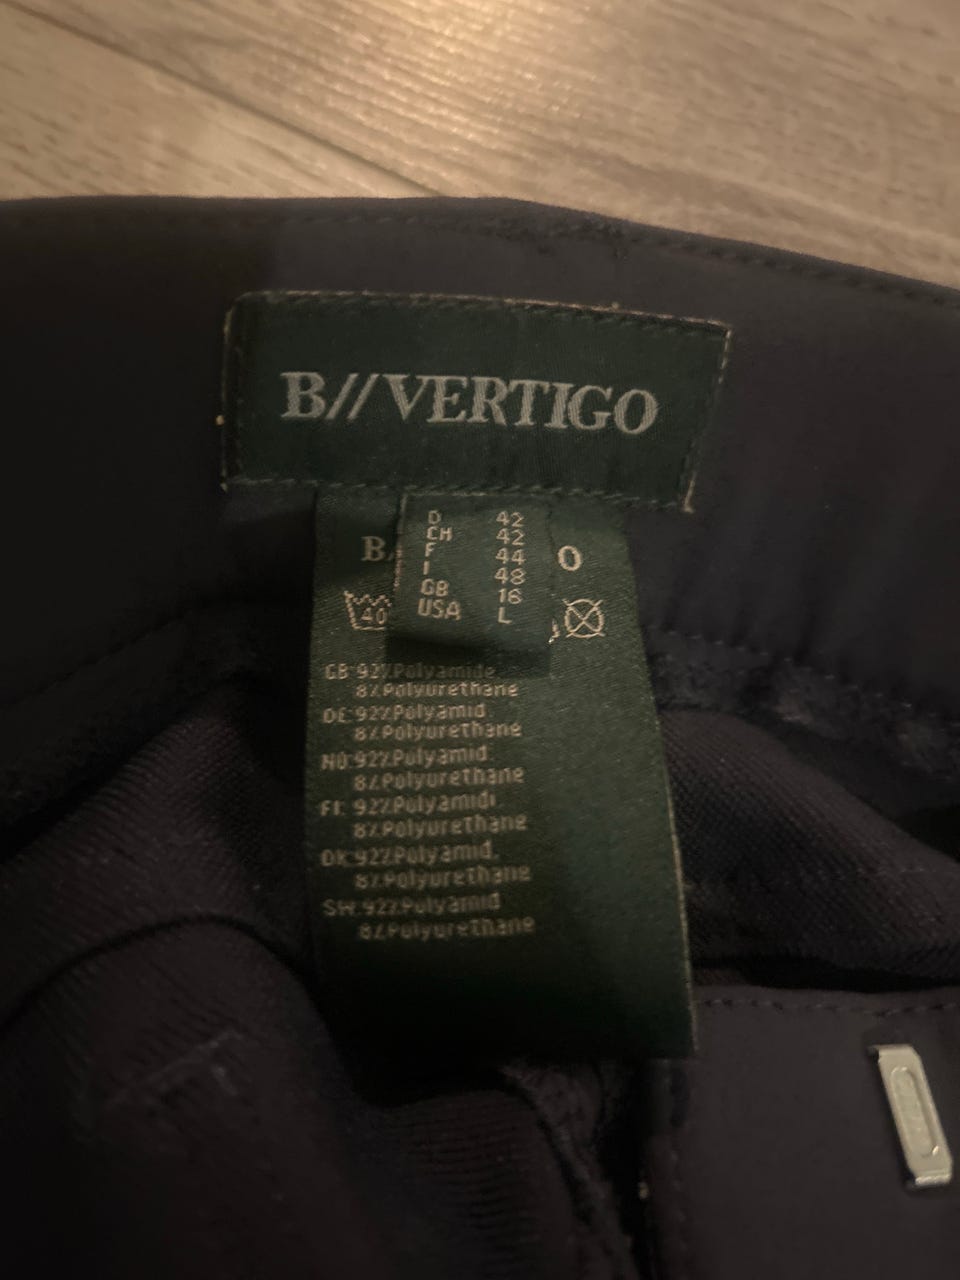 B//VERTIGO
D 42
CH 42
F 44
I 48
GB 16
USA L
B/ O
40
GB: 92%Polyamide
8%Polyurethane
DE: 92%Polyamid
8%Polyurethane
NO: 92%Polyamid
8%Polyurethane
FI: 92%Polyamidi
8%Polyurethane
DK: 92%Polyamid
8%Polyurethane
92%Polyamid
8%Polyurethane